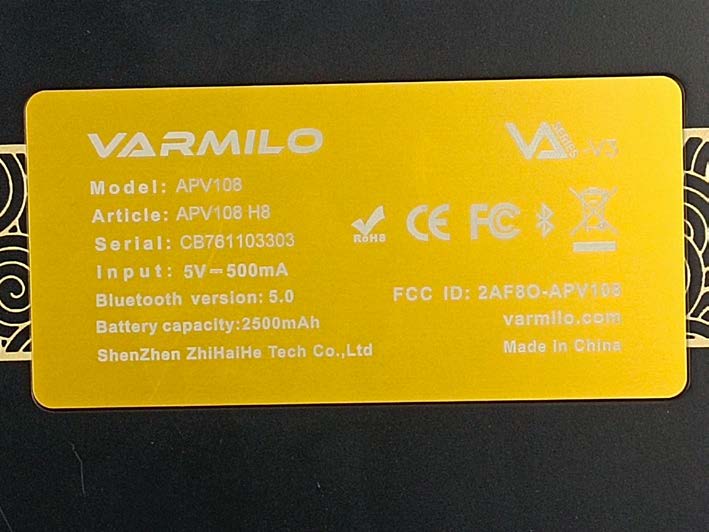 VARMILO
VA SERIES -V3
Model: APV108
Article: APV108 H8
Serial: CB761103303
Input: 5V⎓500mA
Bluetooth version: 5.0
Battery capacity:2500mAh
ShenZhen ZhiHaiHe Tech Co.,Ltd
RoHS
CE FC
FCC ID: 2AF8O-APV108
varmilo.com
Made in China